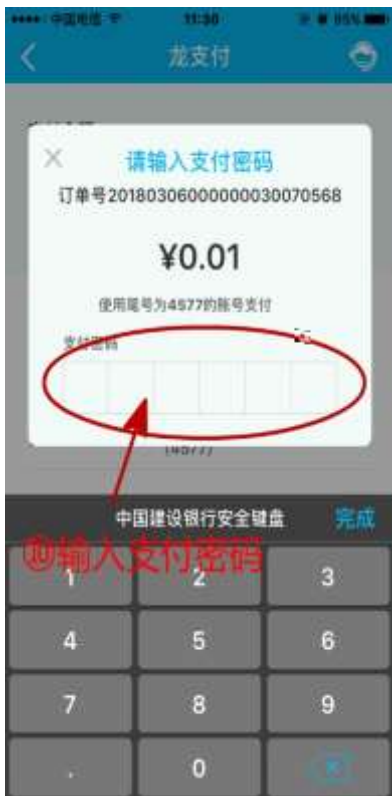 中国电信 11:30 95%
龙支付
请输入支付密码
订单号20180306000000030070568
¥0.01
使用尾号为4577的账号支付
支付密码
(4577)
中国建设银行安全键盘 完成
⑩输入支付密码
1 2 3
4 5 6
7 8 9
. 0